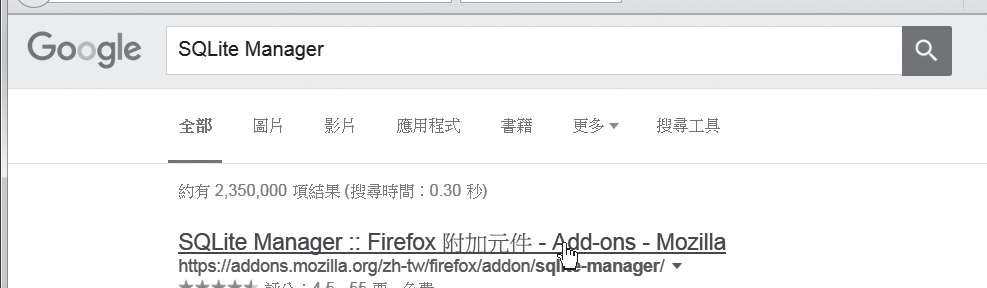 Google
SQLite Manager
全部 圖片 影片 應用程式 書籍 更多 搜尋工具
約有 2,350,000 項結果 (搜尋時間：0.30 秒)
SQLite Manager :: Firefox 附加元件 - Add-ons - Mozilla
https://addons.mozilla.org/zh-tw/firefox/addon/sqlite-manager/
評分：4.5 - 55 票 - 免費